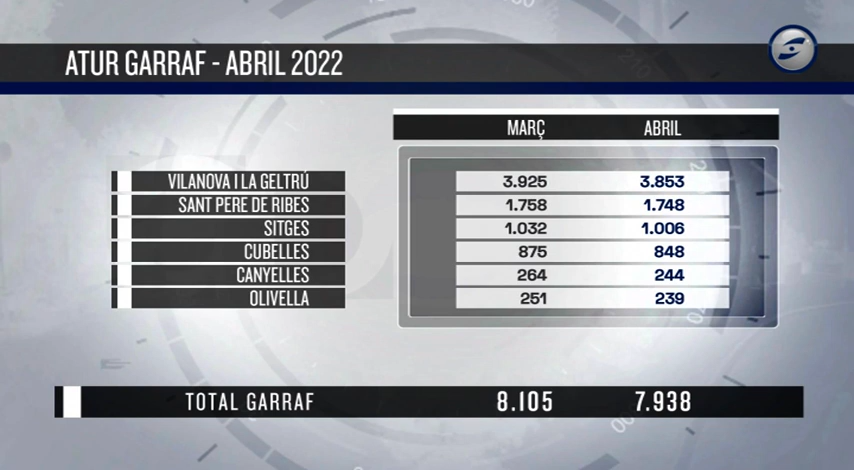 ATUR GARRAF - ABRIL 2022
MARÇ ABRIL
VILANOVA I LA GELTRÚ 3.925 3.853
SANT PERE DE RIBES 1.758 1.748
SITGES 1.032 1.006
CUBELLES 875 848
CANYELLES 264 244
OLIVELLA 251 239
TOTAL GARRAF 8.105 7.938